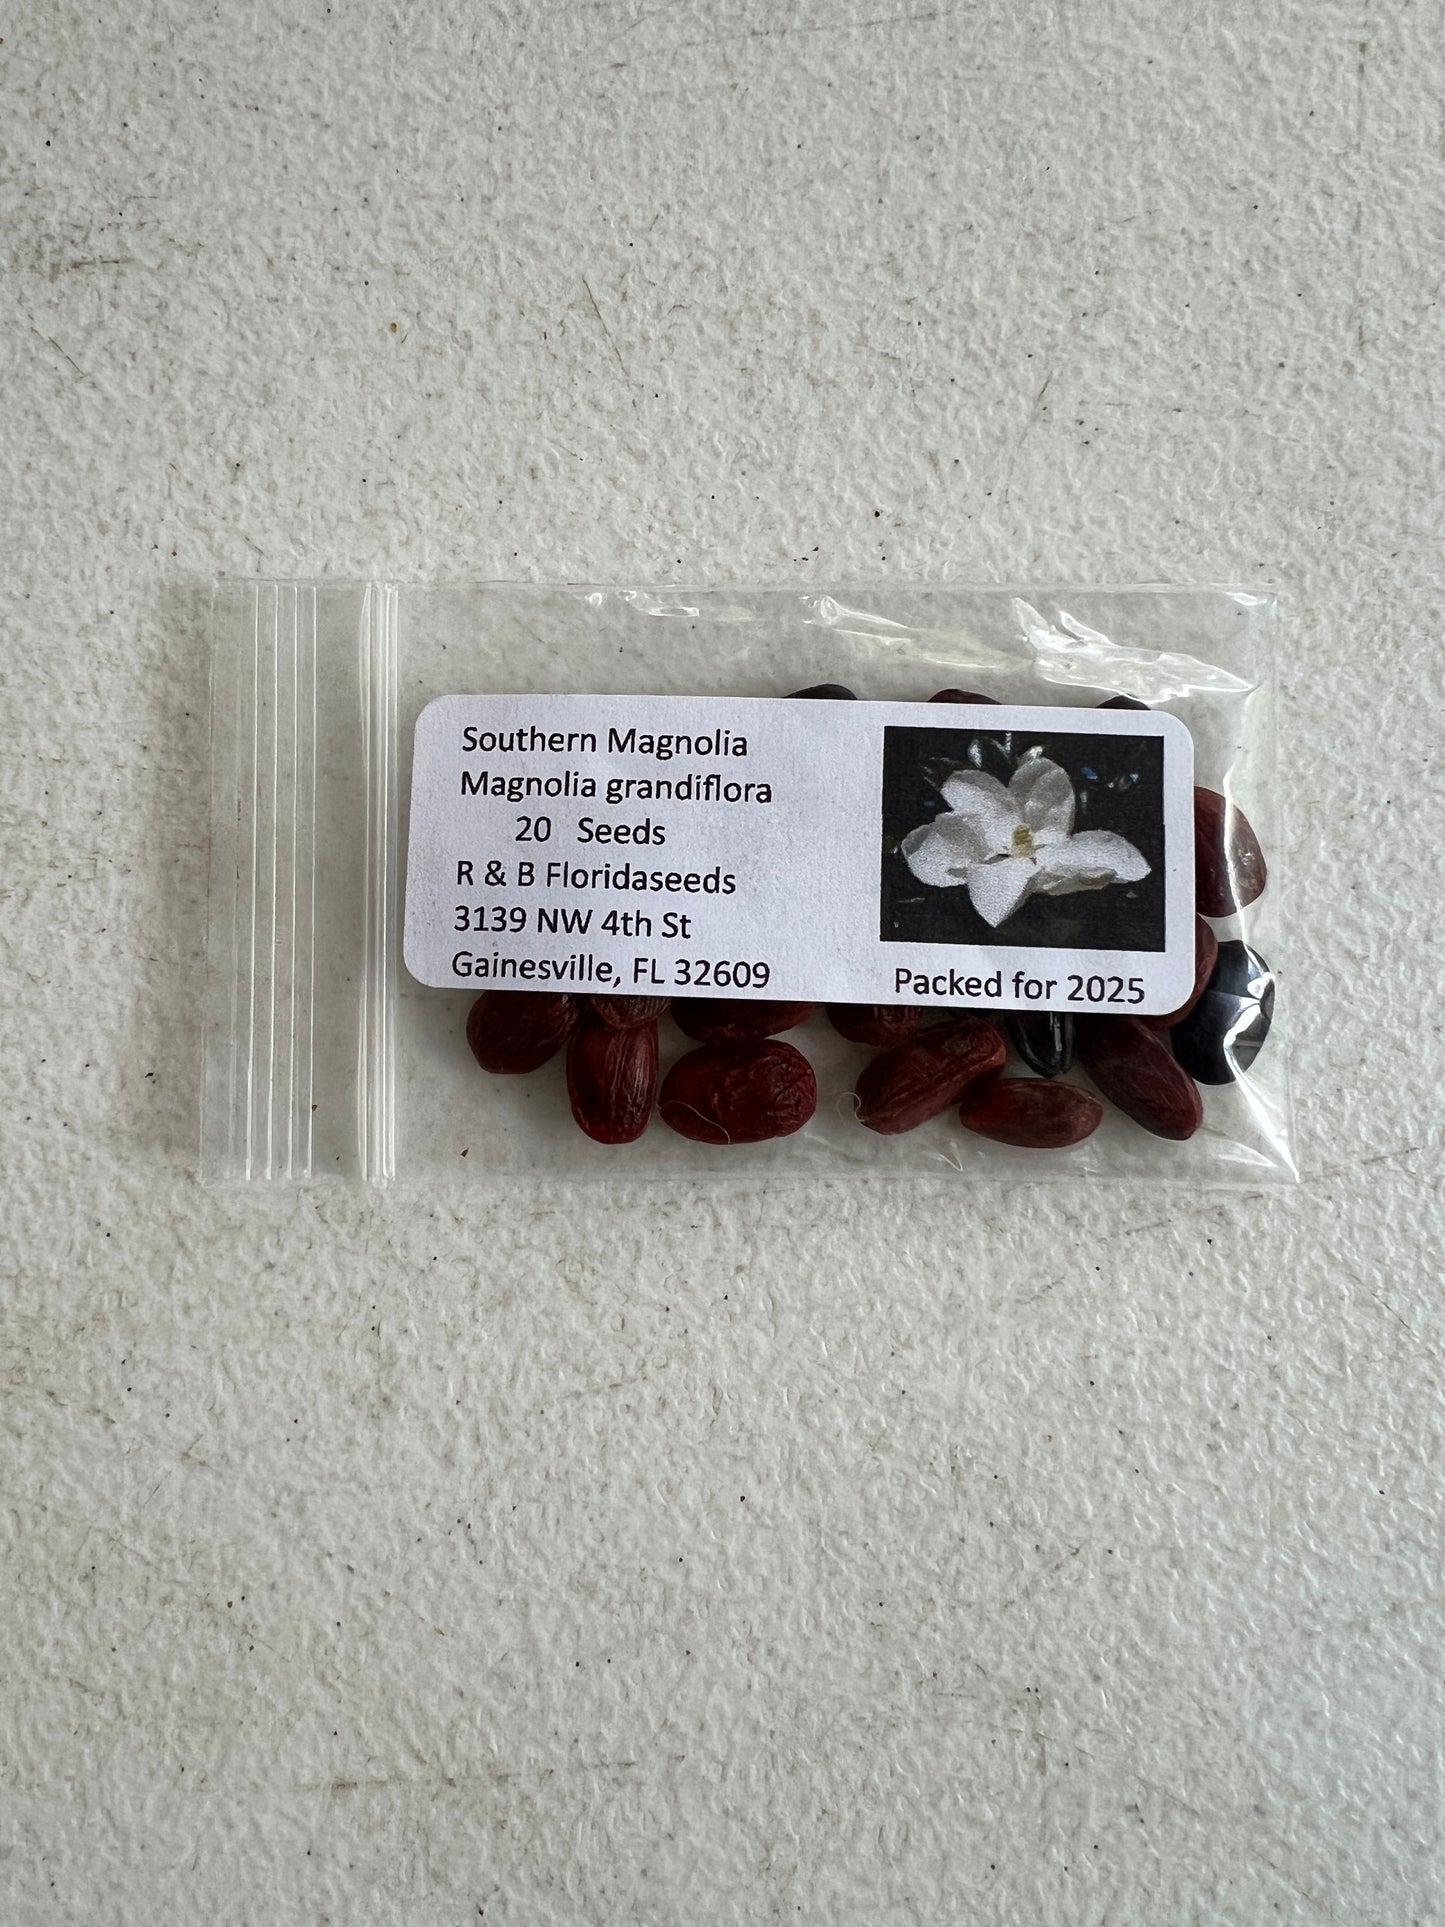 Southern Magnolia
Magnolia grandiflora
20 Seeds
R & B Floridaseeds
3139 NW 4th St
Gainesville, FL 32609
Packed for 2025